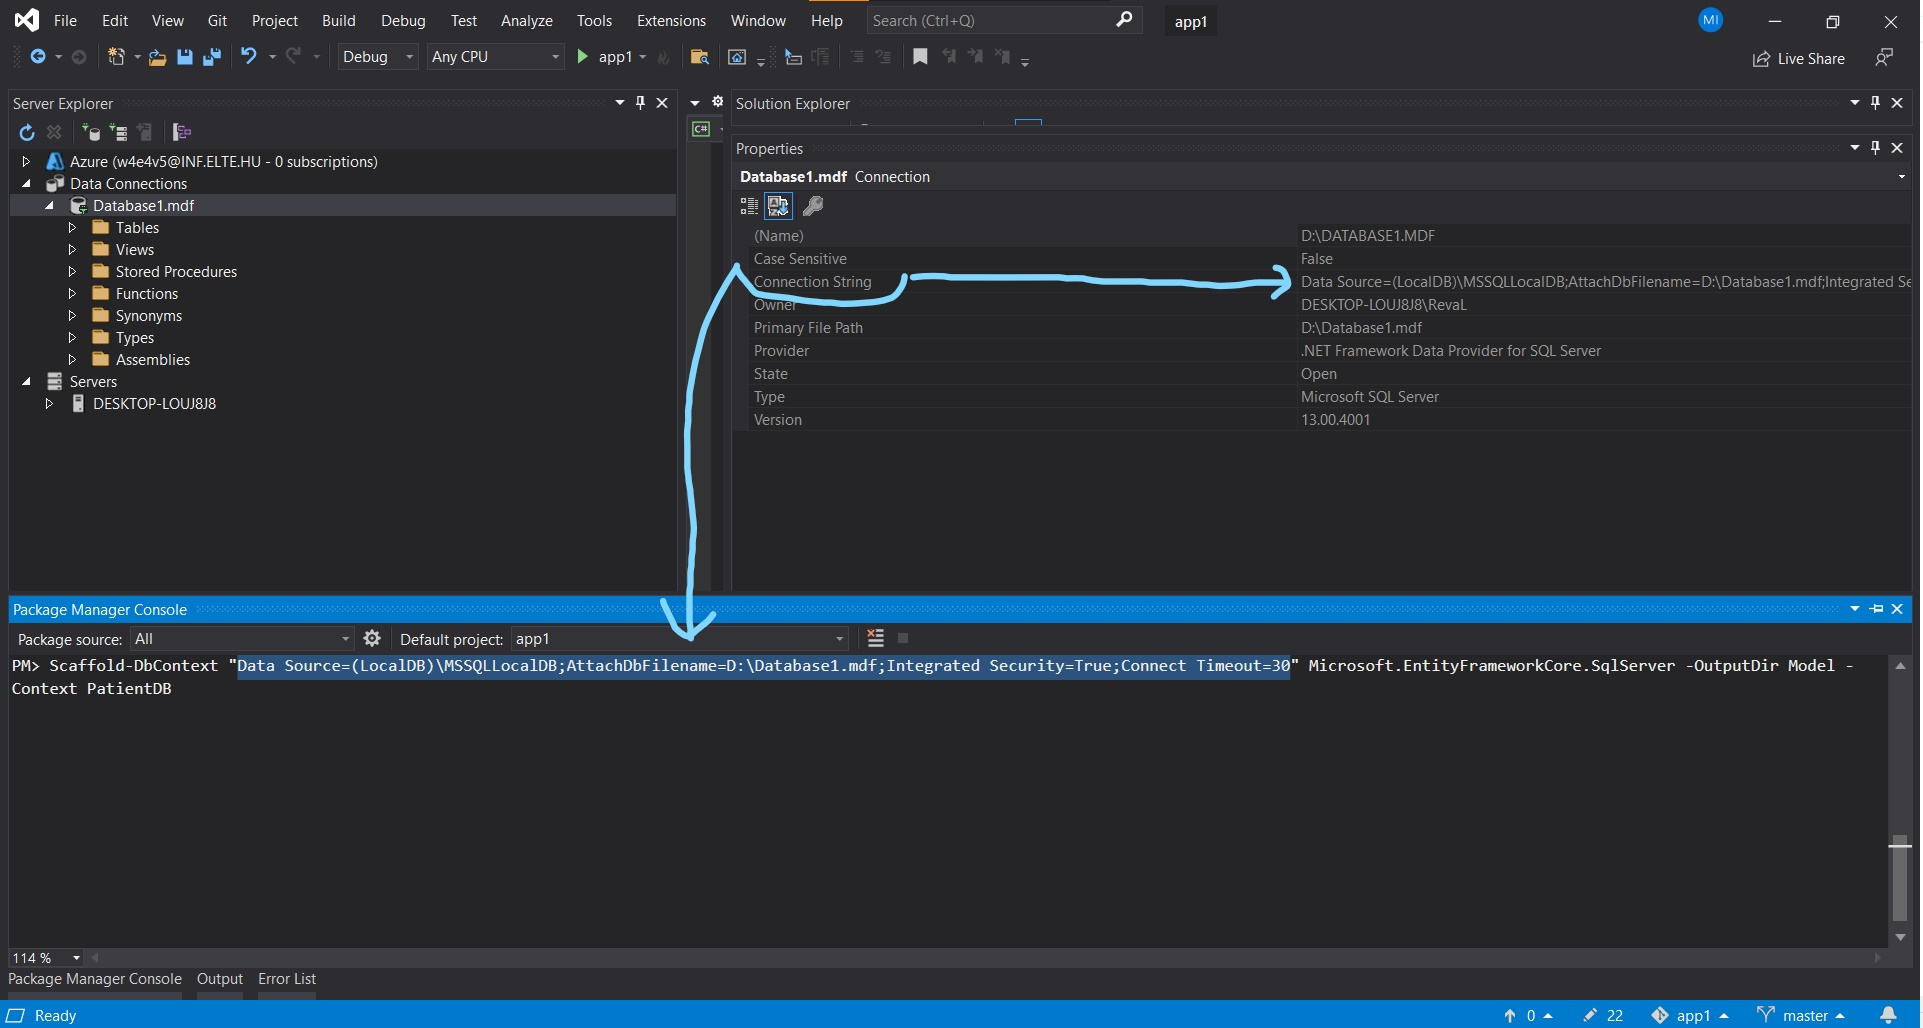 File Edit View Git Project Build Debug Test Analyze Tools Extensions Window Help Search (Ctrl+Q) app1 MI
Debug Any CPU app1 Live Share
Server Explorer
Azure (w4e4v5@INF.ELTE.HU - 0 subscriptions)
Data Connections
Database1.mdf
Tables
Views
Stored Procedures
Functions
Synonyms
Types
Assemblies
Servers
DESKTOP-LOUJ8J8
C#
Solution Explorer
Properties
Database1.mdf Connection
(Name) D:\DATABASE1.MDF
Case Sensitive False
Connection String Data Source=(LocalDB)\MSSQLLocalDB;AttachDbFilename=D:\Database1.mdf;Integrated Se
Owner DESKTOP-LOUJ8J8\RevaL
Primary File Path D:\Database1.mdf
Provider .NET Framework Data Provider for SQL Server
State Open
Type Microsoft SQL Server
Version 13.00.4001
Package Manager Console
Package source: All Default project: app1
PM> Scaffold-DbContext "Data Source=(LocalDB)\MSSQLLocalDB;AttachDbFilename=D:\Database1.mdf;Integrated Security=True;Connect Timeout=30" Microsoft.EntityFrameworkCore.SqlServer -OutputDir Model -
Context PatientDB
114 %
Package Manager Console Output Error List
Ready 0 22 app1 master